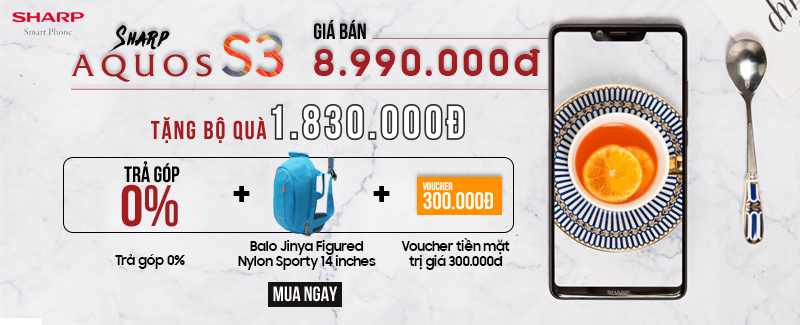 SHARP
Smart Phone
SHARP
AQUOS S3
GIÁ BÁN
8.990.000đ
TẶNG BỘ QUÀ 1.830.000Đ
TRẢ GÓP
0%
+
+
VOUCHER
300.000Đ
Trả góp 0%
Balo Jinya Figured
Nylon Sporty 14 inches
Voucher tiền mặt
trị giá 300.000đ
MUA NGAY
SHARP